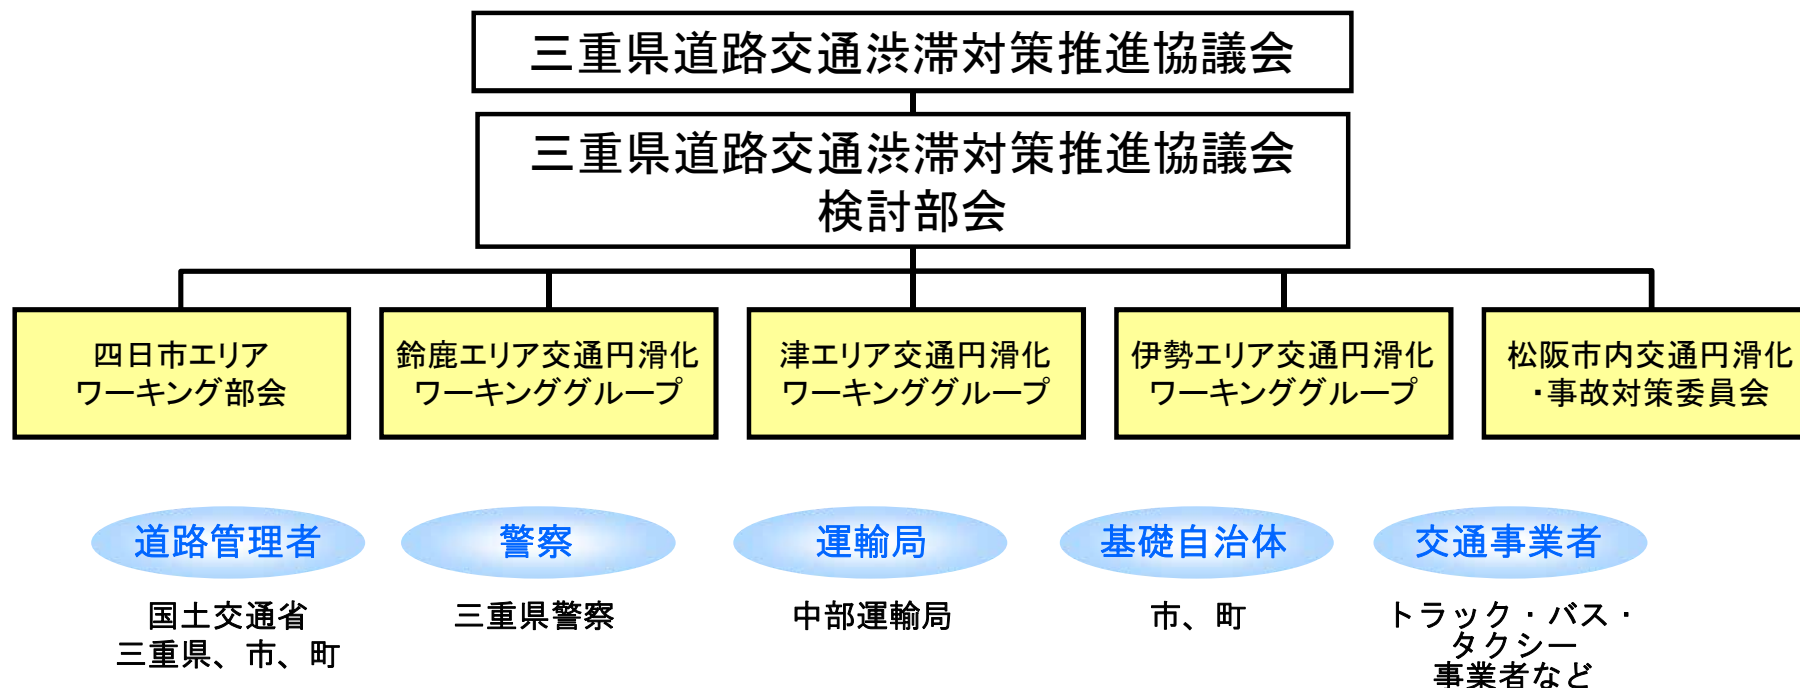 三重県道路交通渋滞対策推進協議会
三重県道路交通渋滞対策推進協議会
検討部会
四日市エリア
ワーキング部会
鈴鹿エリア交通円滑化
ワーキンググループ
津エリア交通円滑化
ワーキンググループ
伊勢エリア交通円滑化
ワーキンググループ
松阪市内交通円滑化
・事故対策委員会
道路管理者
国土交通省
三重県、市、町
警察
三重県警察
運輸局
中部運輸局
基礎自治体
市、町
交通事業者
トラック・バス・
タクシー
事業者など